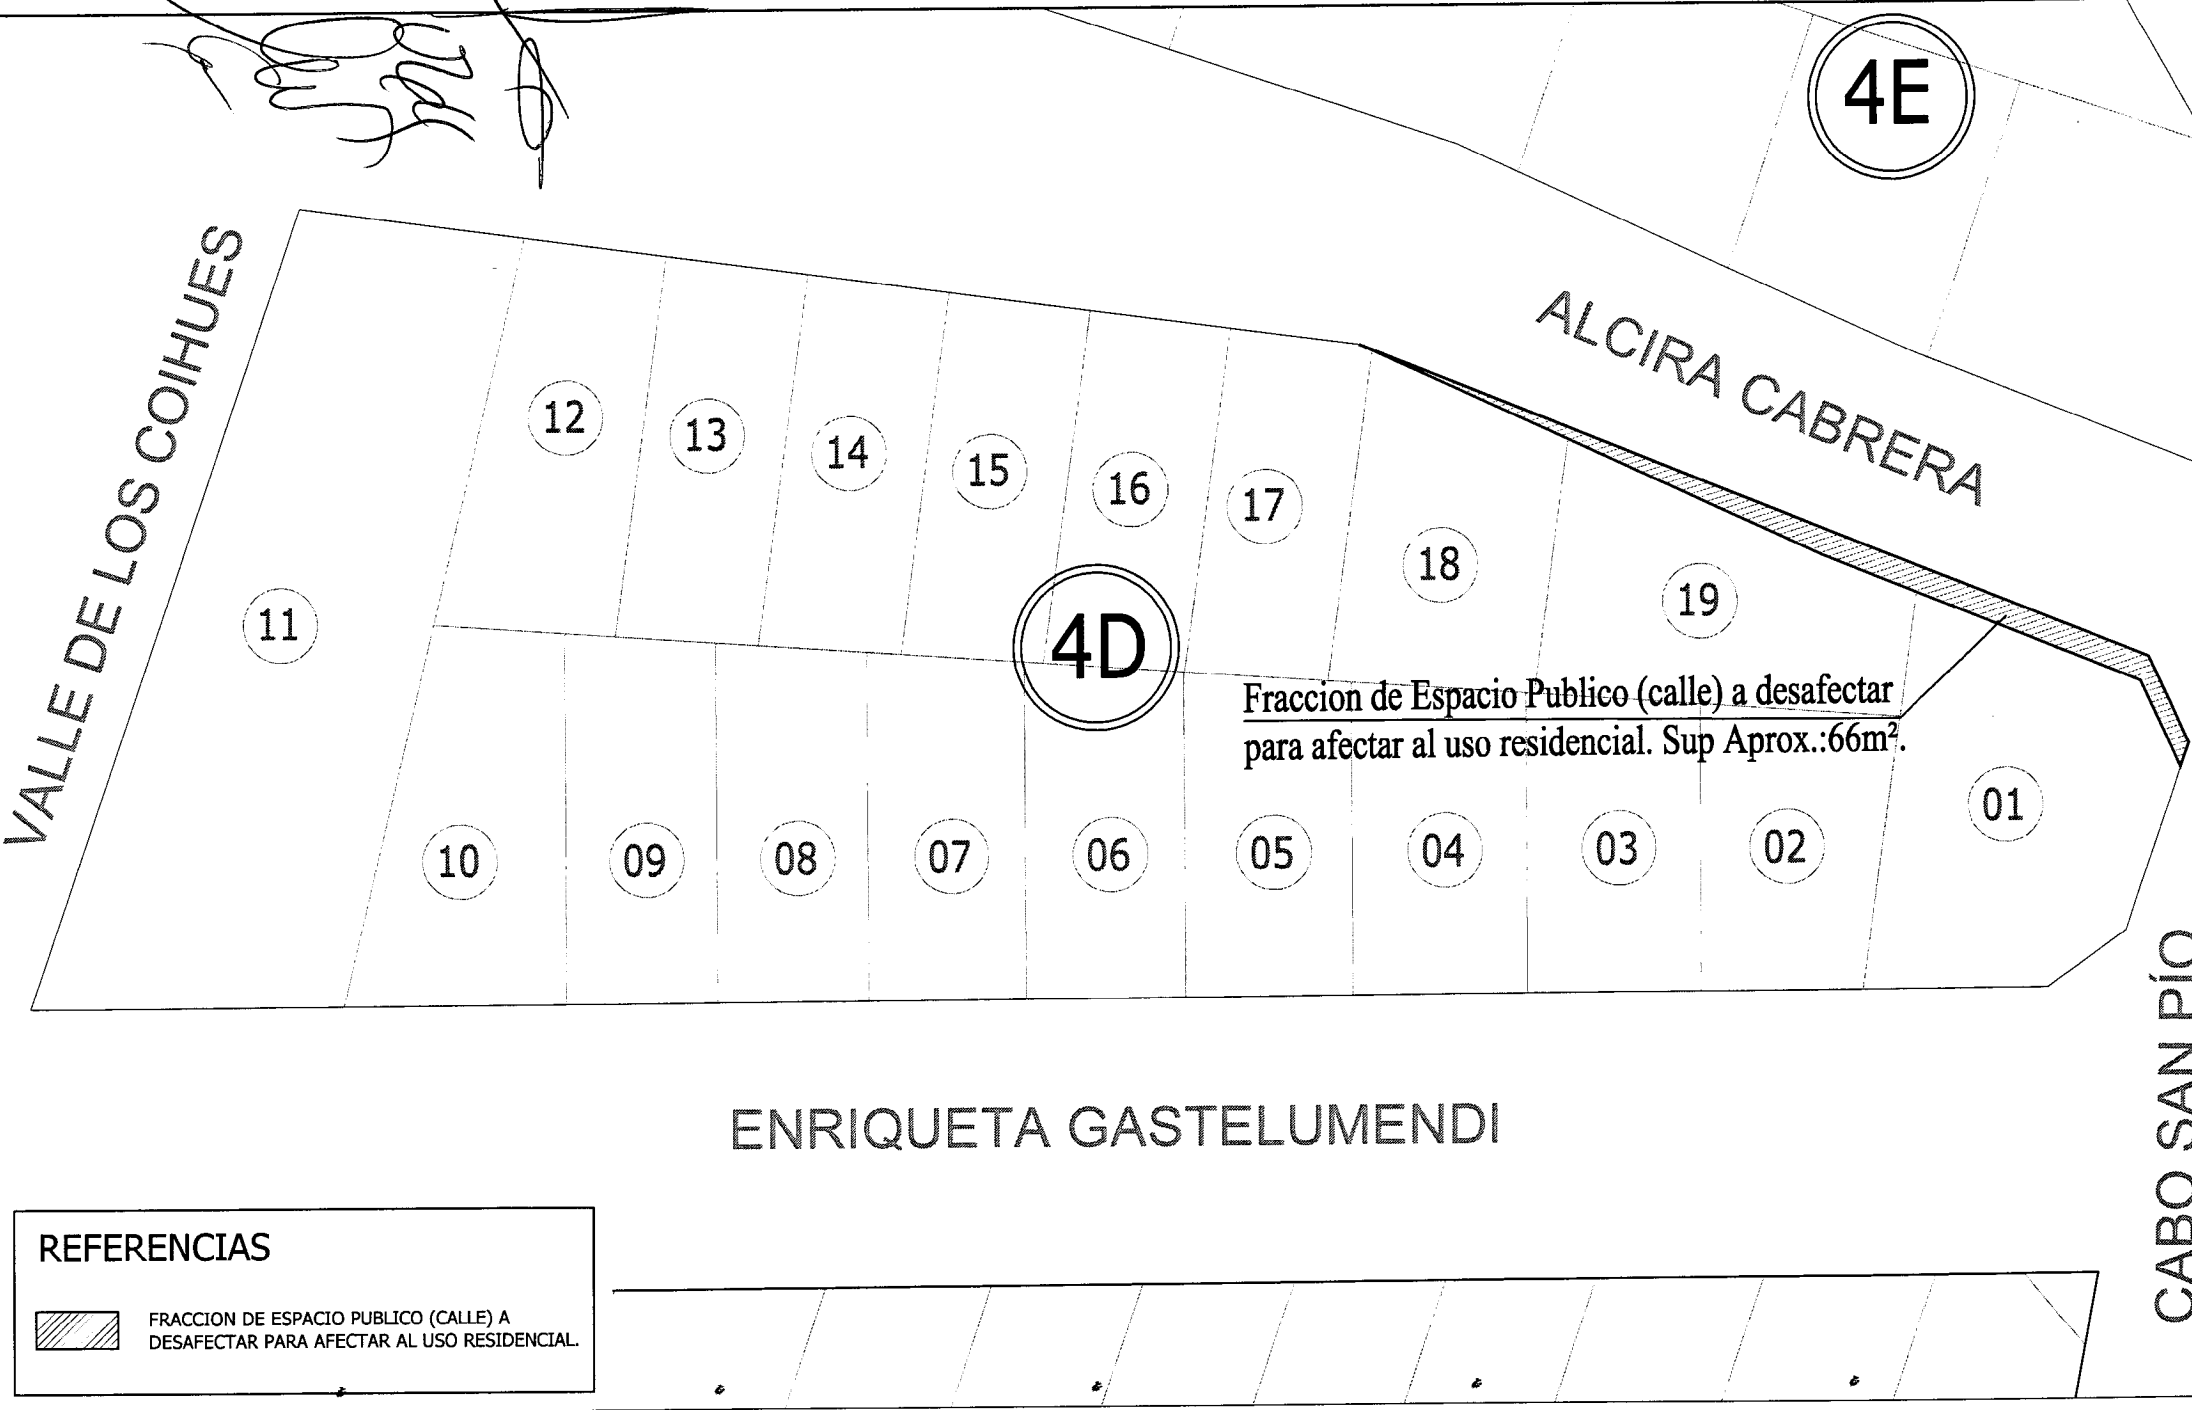 4E
VALLE DE LOS COIHUES
ALCIRA CABRERA
12
13
14
15
16
17
18
19
11
4D
Fraccion de Espacio Publico (calle) a desafectar
para afectar al uso residencial. Sup Aprox.:66m².
10
09
08
07
06
05
04
03
02
01
CABO SAN PÍO
ENRIQUETA GASTELUMENDI
REFERENCIAS
FRACCION DE ESPACIO PUBLICO (CALLE) A
DESAFECTAR PARA AFECTAR AL USO RESIDENCIAL.